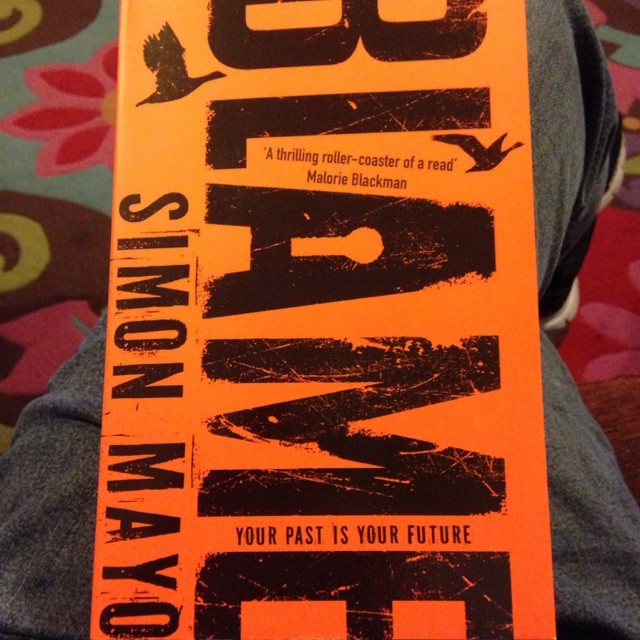 BLAME
'A thrilling roller-coaster of a read'
Malorie Blackman
SIMON MAYO
YOUR PAST IS YOUR FUTURE